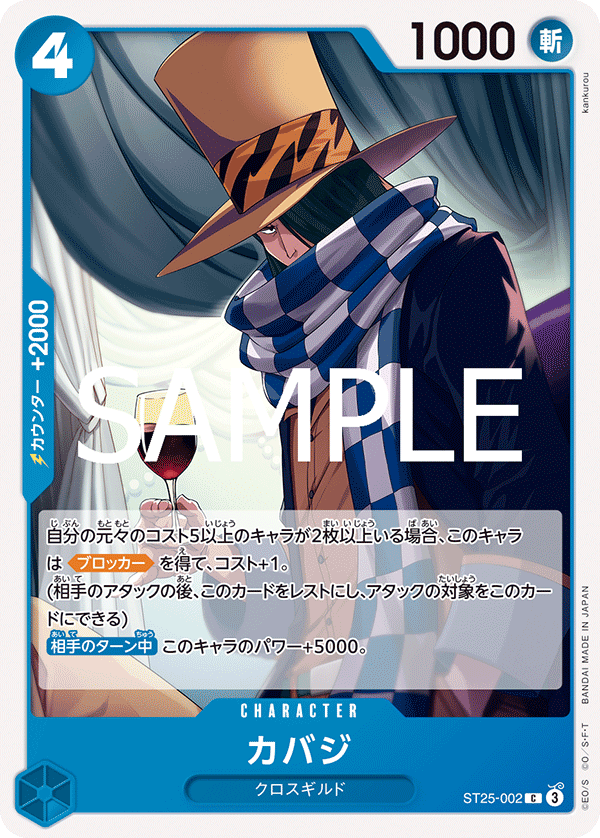 4
1000
斬
kankurou
カウンター +2000
SAMPLE
自分の元々のコスト5以上のキャラが2枚以上いる場合、このキャラ
は ブロッカー を得て、コスト+1。
(相手のアタックの後、このカードをレストにし、アタックの対象をこのカー
ドにできる)
相手のターン中 このキャラのパワー+5000。
CHARACTER
カバジ
クロスギルド
ST25-002 C 3
©E.O/S ©O/S・F・T BANDAI MADE IN JAPAN